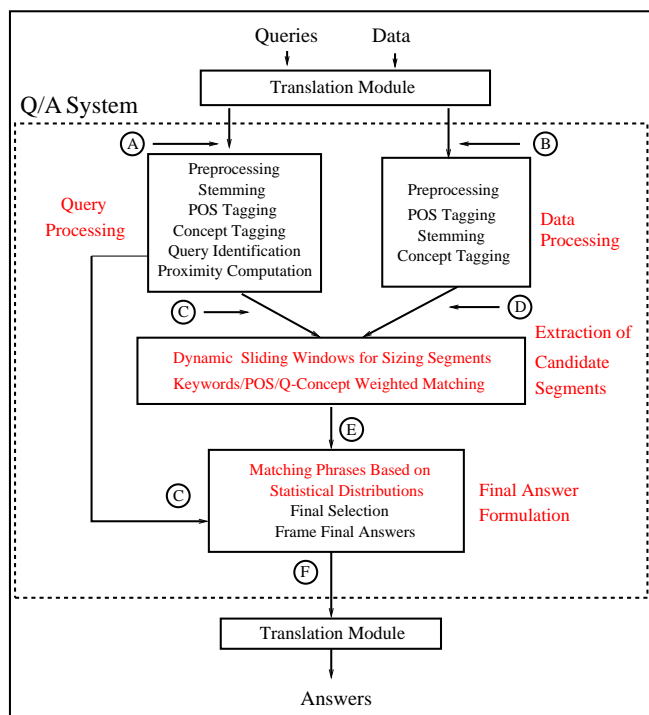 Queries
Data
Translation Module
Q/A System
A
B
Preprocessing
Stemming
POS Tagging
Concept Tagging
Query Identification
Proximity Computation
Preprocessing
POS Tagging
Stemming
Concept Tagging
Query
Processing
Data
Processing
C
D
Extraction of
Candidate
Segments
Dynamic Sliding Windows for Sizing Segments
Keywords/POS/Q-Concept Weighted Matching
E
C
Matching Phrases Based on
Statistical Distributions
Final Selection
Frame Final Answers
Final Answer
Formulation
F
Translation Module
Answers